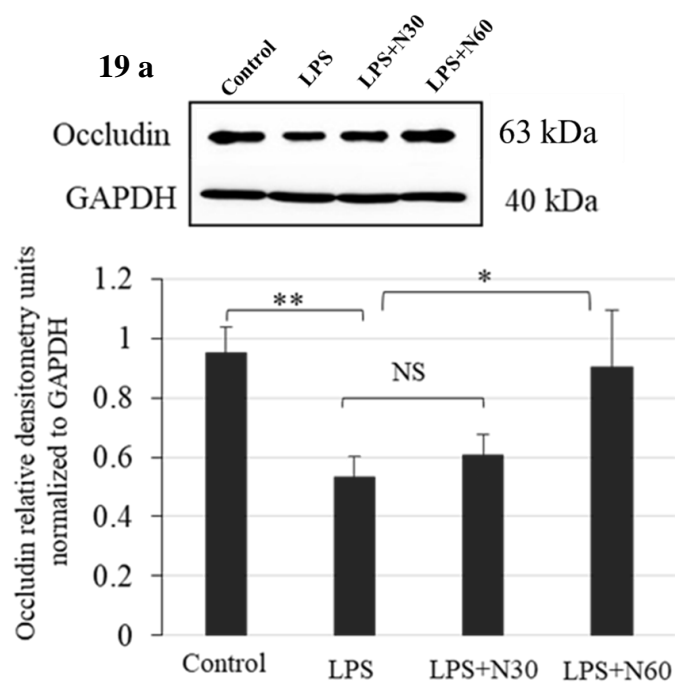 19 a
Control LPS LPS+N30 LPS+N60
Occludin 63 kDa
GAPDH 40 kDa
Occludin relative densitometry units
normalized to GAPDH
1.2
1
0.8
0.6
0.4
0.2
0
**
*
NS
Control LPS LPS+N30 LPS+N60